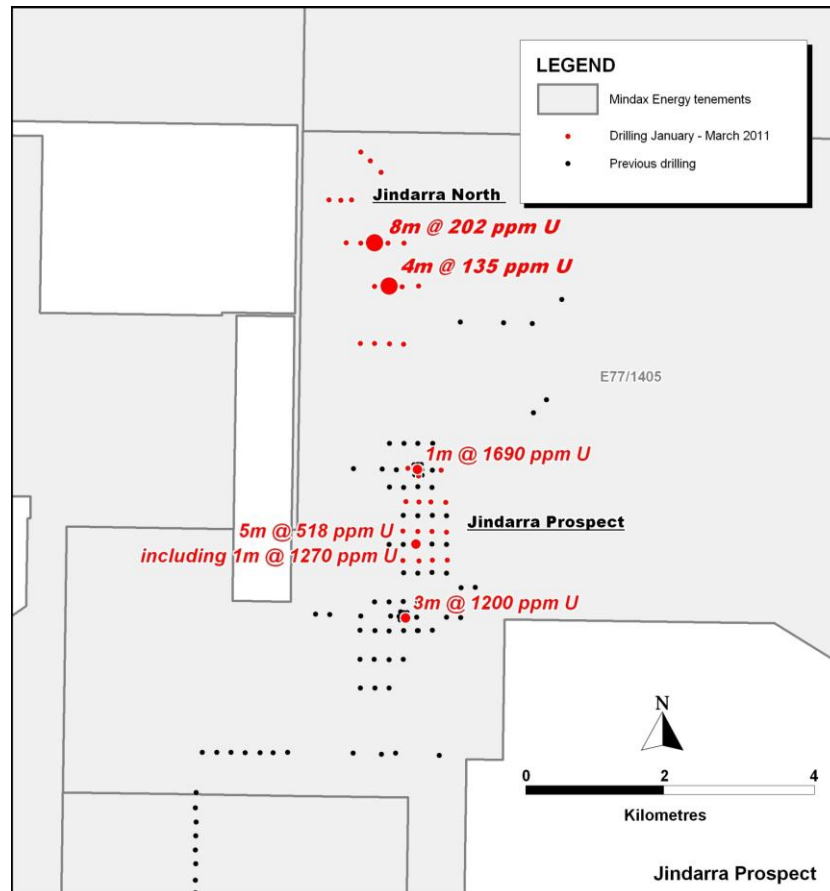 LEGEND
Mindax Energy tenements
Drilling January - March 2011
Previous drilling
Jindarra North
8m @ 202 ppm U
4m @ 135 ppm U
E77/1405
1m @ 1690 ppm U
Jindarra Prospect
5m @ 518 ppm U
including 1m @ 1270 ppm U
3m @ 1200 ppm U
N
0 2 4
Kilometres
Jindarra Prospect